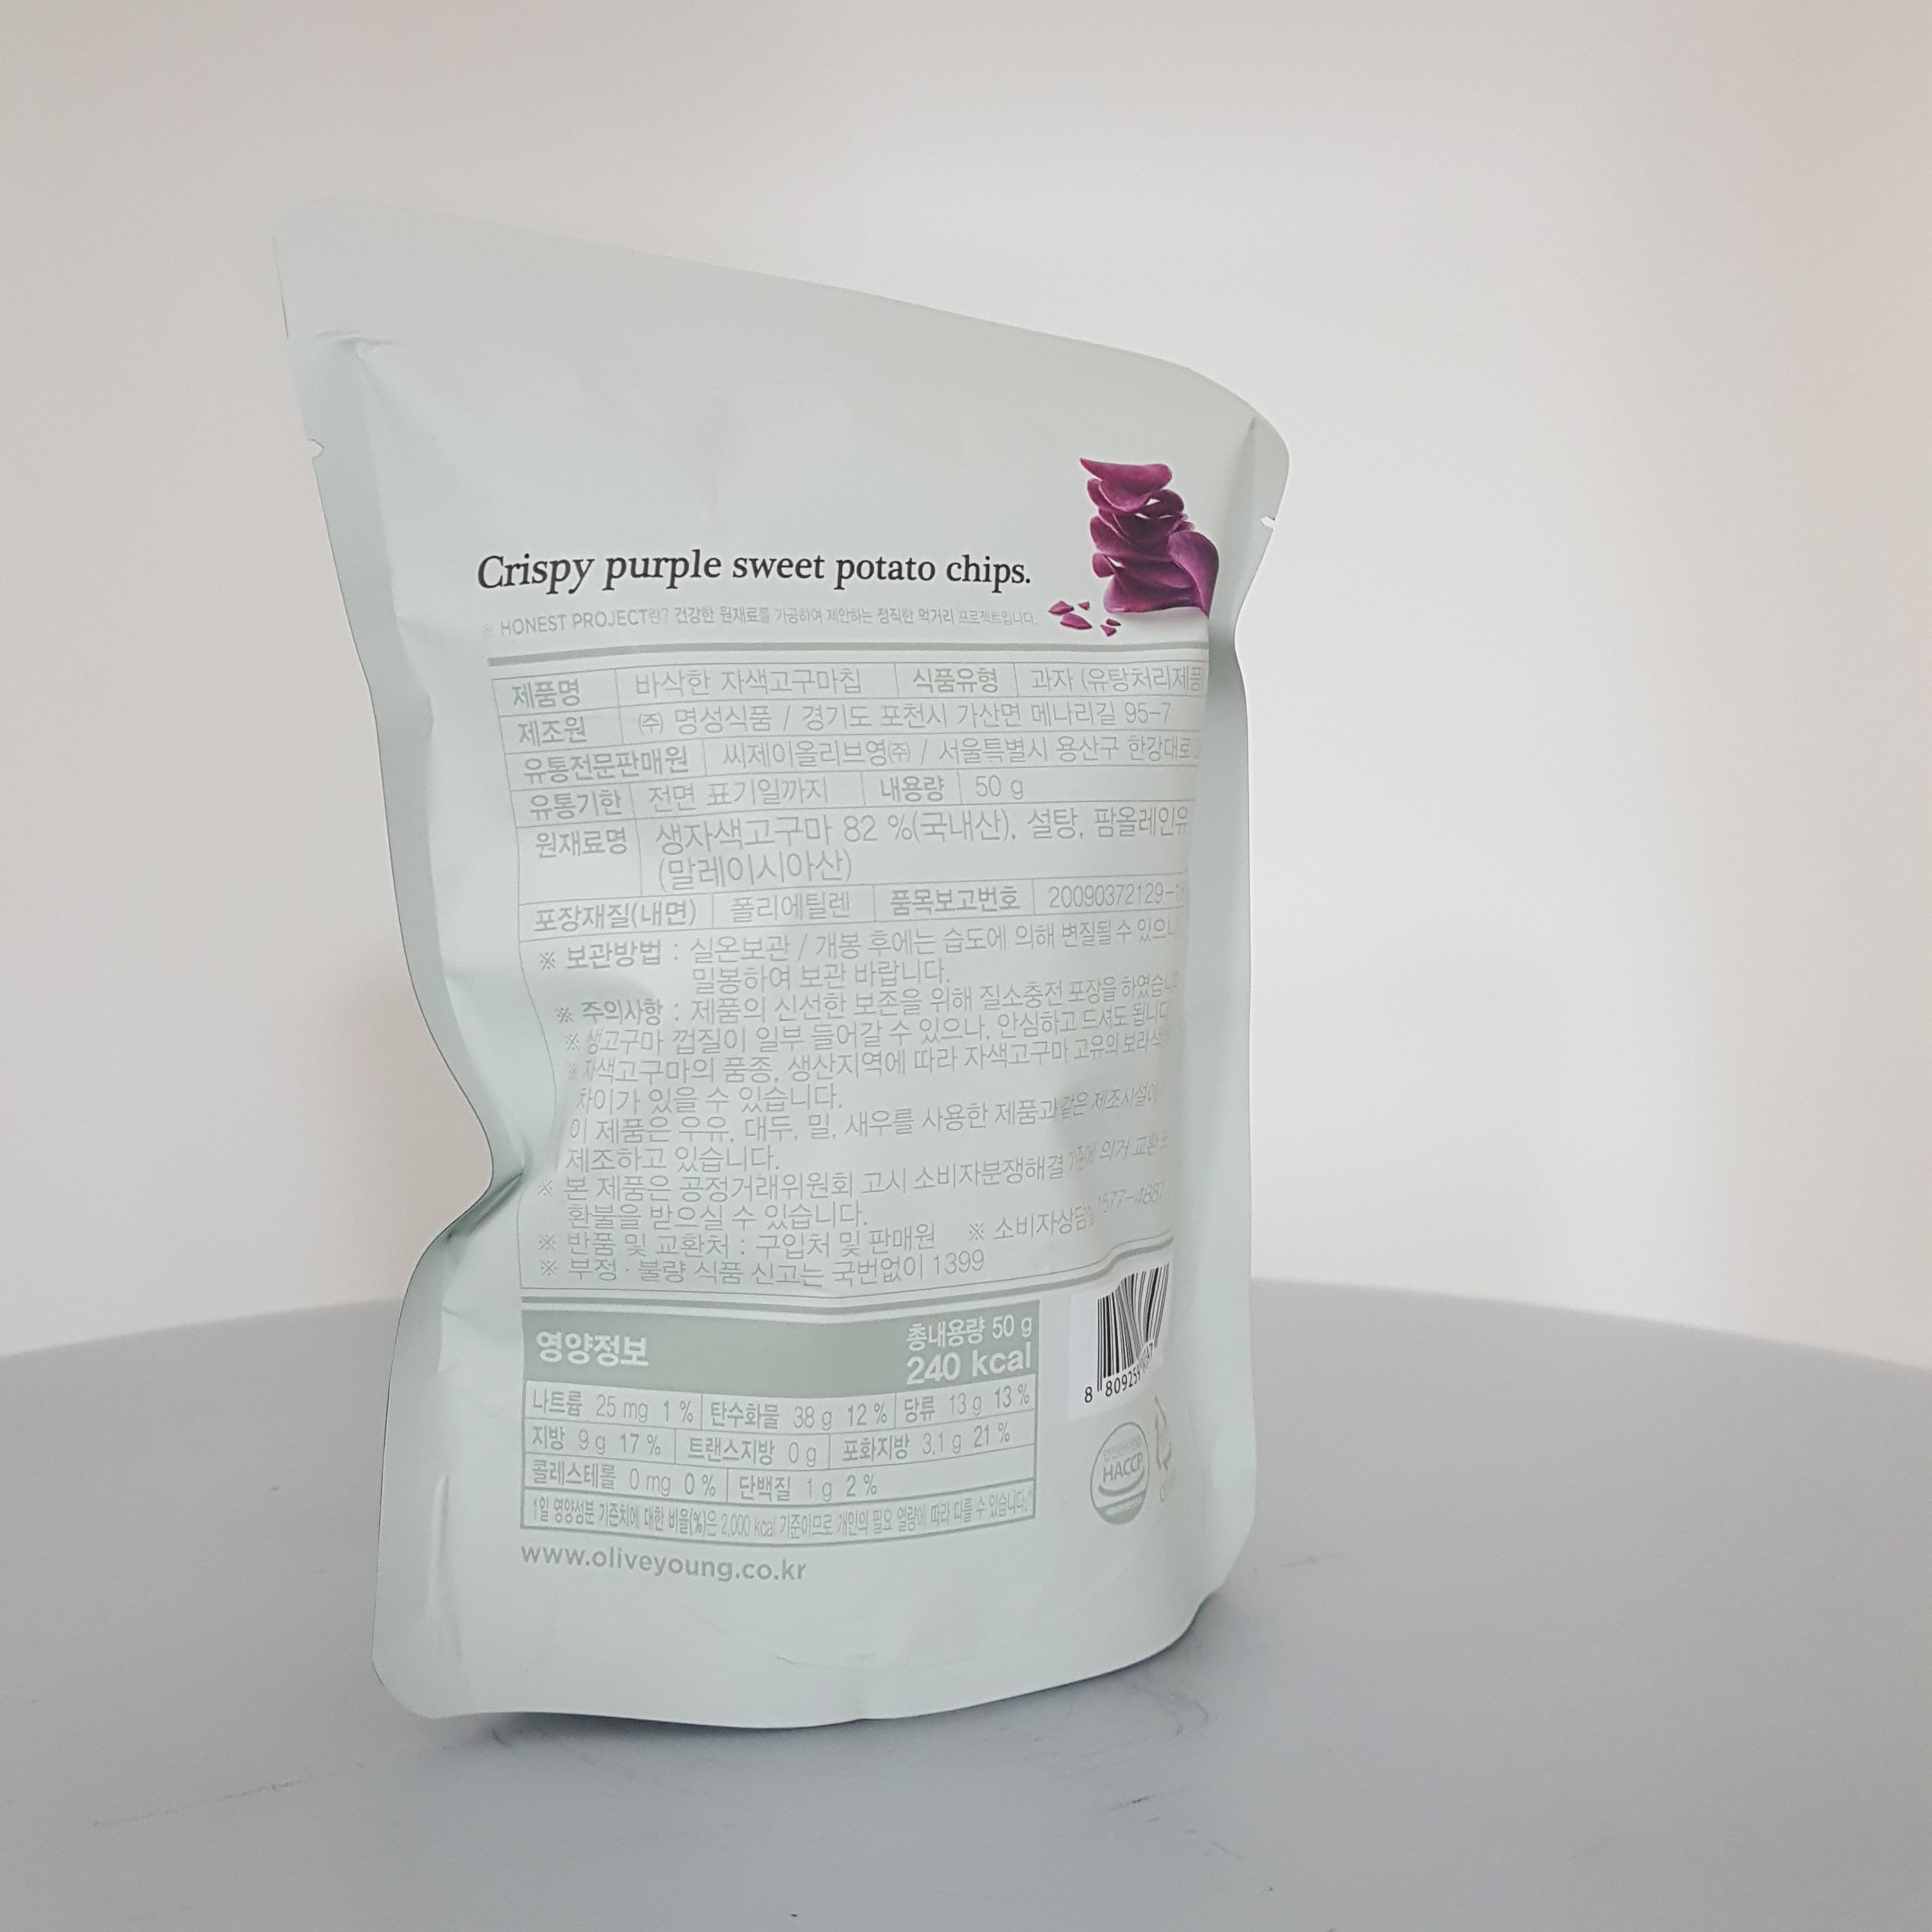 Crispy purple sweet potato chips.
※ HONEST PROJECT란? 건강한 원재료를 가공하여 제안하는 정직한 먹거리 프로젝트입니다.
제품명 바삭한 자색고구마칩 식품유형 과자 (유탕처리제품
제조원 ㈜ 명성식품 / 경기도 포천시 가산면 메나리길 95-7
유통전문판매원 씨제이올리브영㈜ / 서울특별시 용산구 한강대로
유통기한 전면 표기일까지 내용량 50 g
원재료명 생자색고구마 82 %(국내산), 설탕, 팜올레인유
(말레이시아산)
포장재질(내면) 폴리에틸렌 품목보고번호 20090372129-
※ 보관방법 : 실온보관 / 개봉 후에는 습도에 의해 변질될 수 있으니
밀봉하여 보관 바랍니다.
※ 주의사항 : 제품의 신선한 보존을 위해 질소충전 포장을 하였습니
※ 생고구마 껍질이 일부 들어갈 수 있으나, 안심하고 드셔도 됩니다
※ 자색고구마의 품종, 생산지역에 따라 자색고구마 고유의 보라색
차이가 있을 수 있습니다.
이 제품은 우유, 대두, 밀, 새우를 사용한 제품과 같은 제조시설에
제조하고 있습니다.
※ 본 제품은 공정거래위원회 고시 소비자분쟁해결 기준에 의거 교환
환불을 받으실 수 있습니다.
※ 반품 및 교환처 : 구입처 및 판매원 ※ 소비자상담실 1577-4887
※ 부정 · 불량 식품 신고는 국번없이 1399
영양정보 총내용량 50 g
240 kcal
나트륨 25 mg 1 % 탄수화물 38 g 12 % 당류 13 g 13 %
지방 9 g 17 % 트랜스지방 0 g 포화지방 3.1 g 21 %
콜레스테롤 0 mg 0 % 단백질 1 g 2 %
1일 영양성분 기준치에 대한 비율(%)은 2,000 kcal 기준이므로 개인의 필요 열량에 따라 다를 수 있습니다.
8 809259
HACCP
www.oliveyoung.co.kr